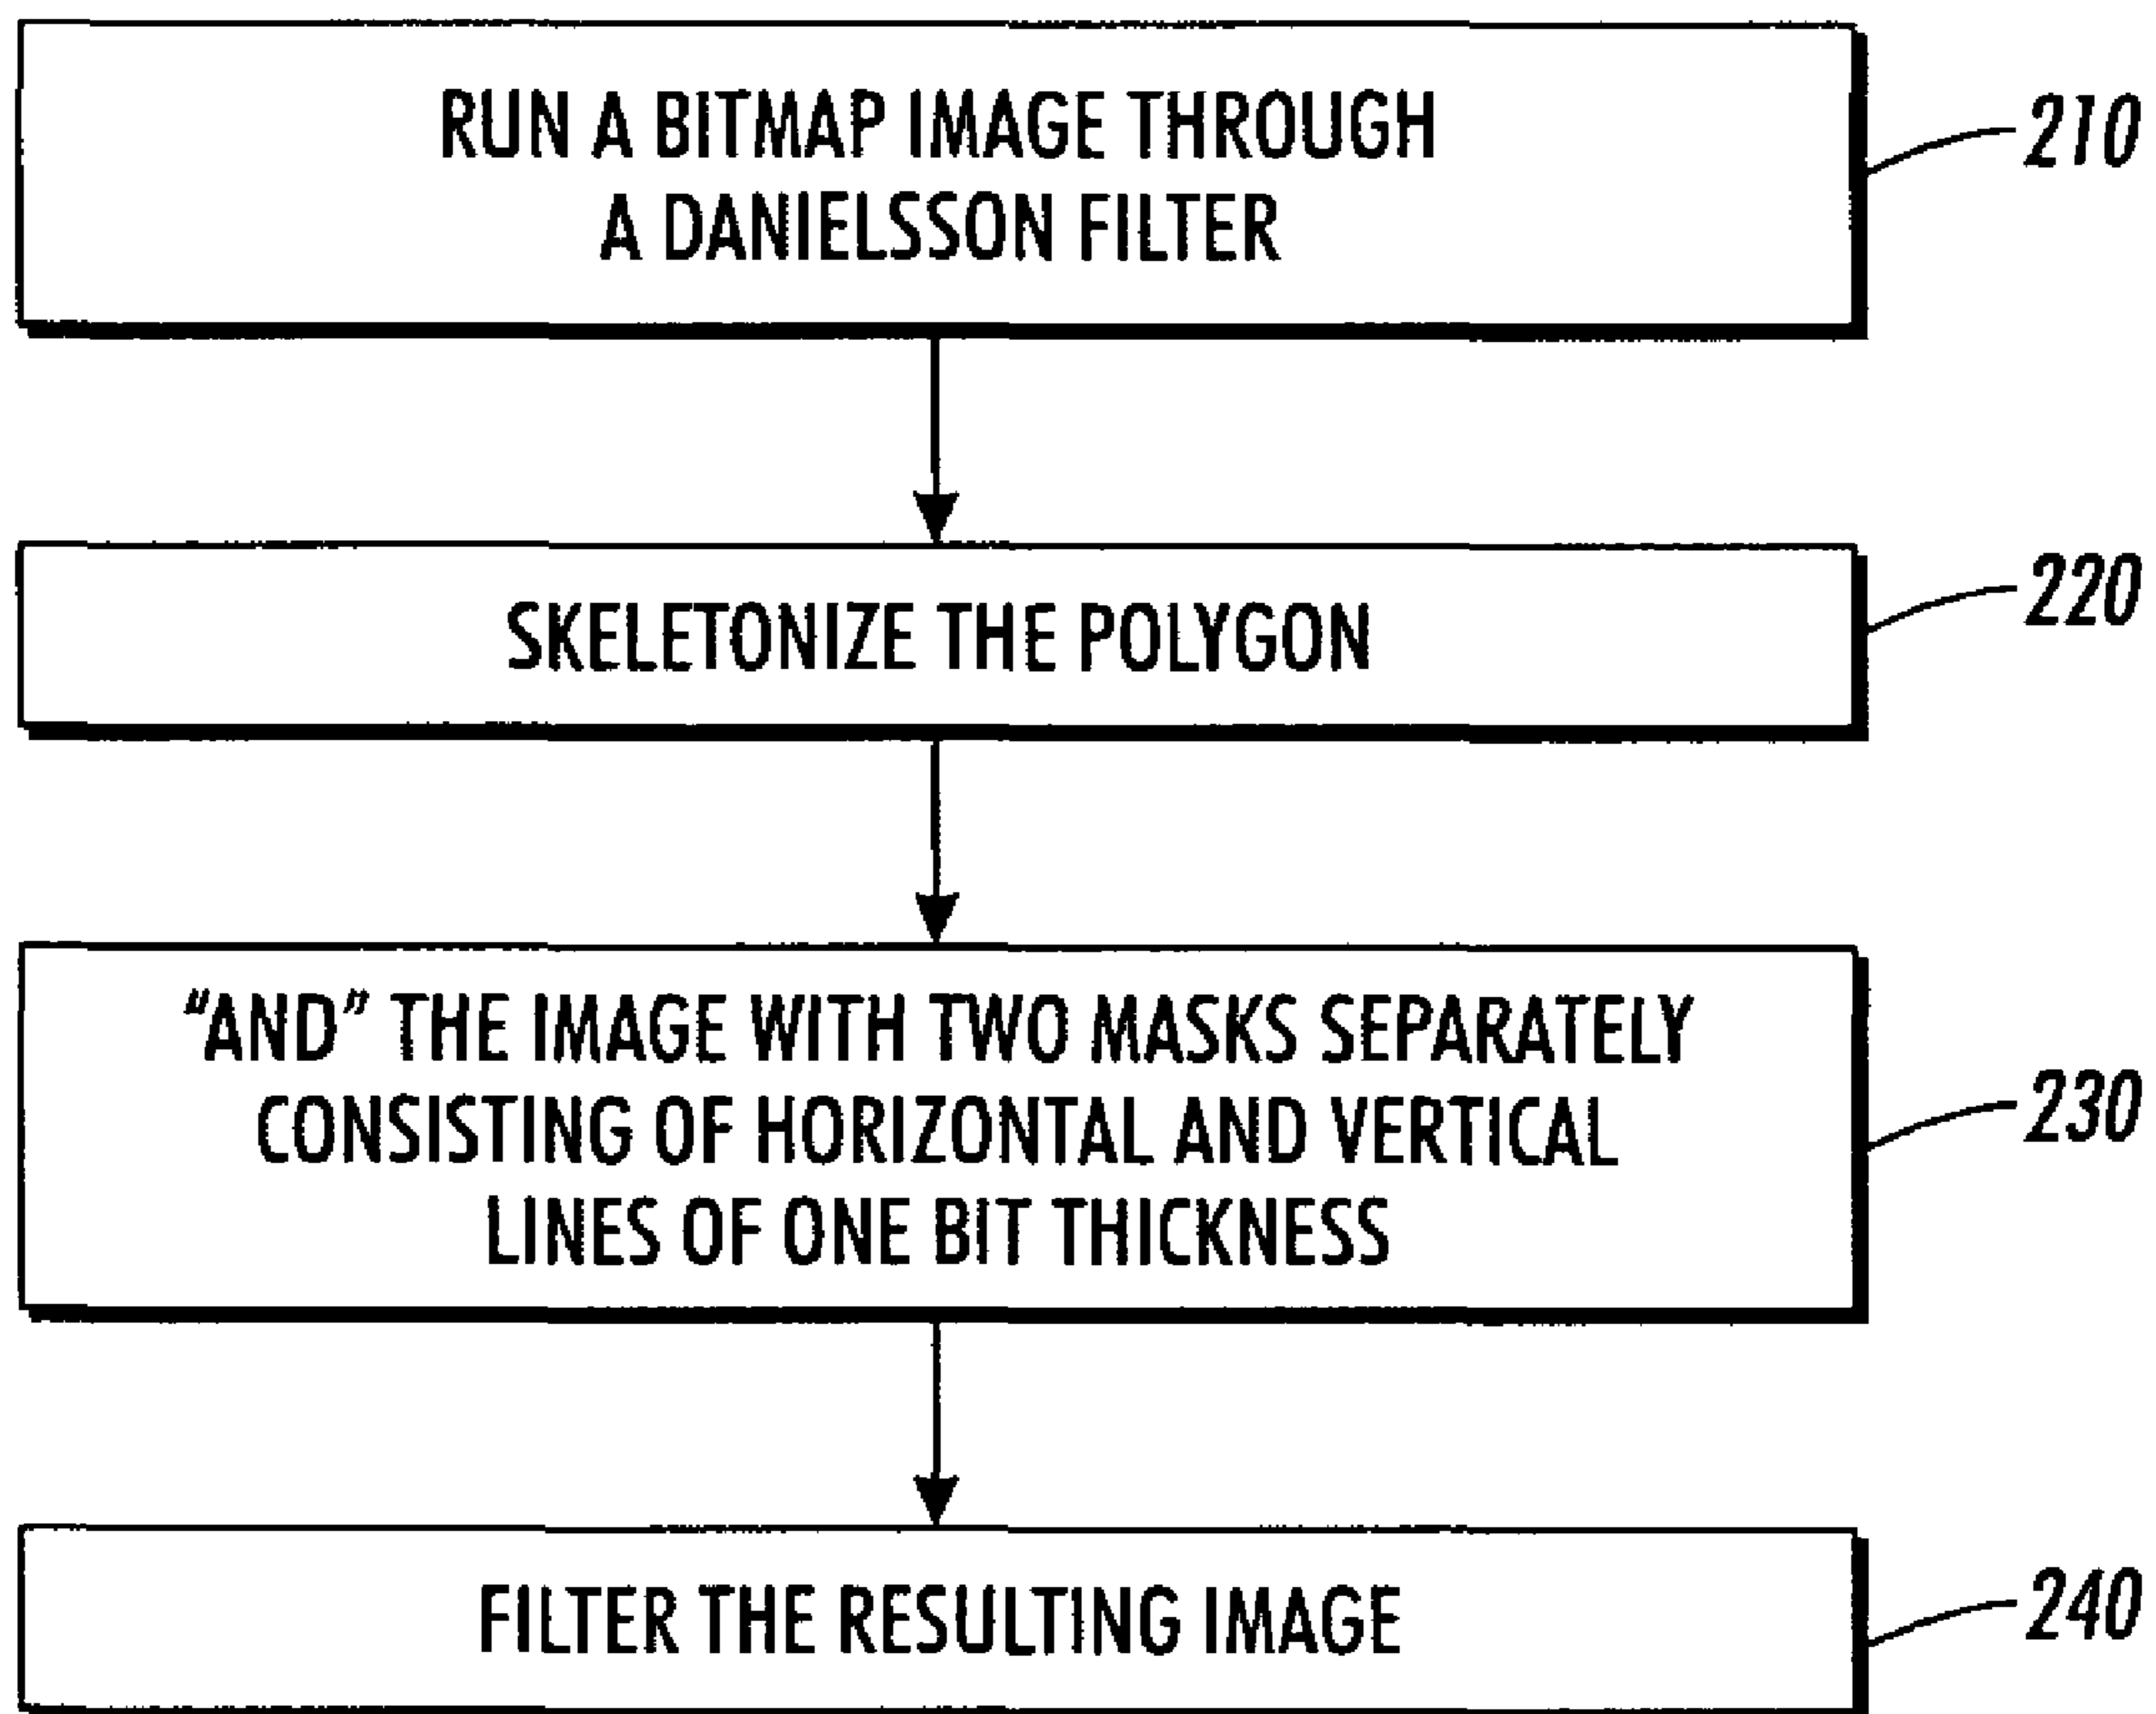 RUN A BITMAP IMAGE THROUGH
A DANIELSSON FILTER
210
SKELETONIZE THE POLYGON
220
“AND” THE IMAGE WITH TWO MASKS SEPARATELY
CONSISTING OF HORIZONTAL AND VERTICAL
LINES OF ONE BIT THICKNESS
230
FILTER THE RESULTING IMAGE
240